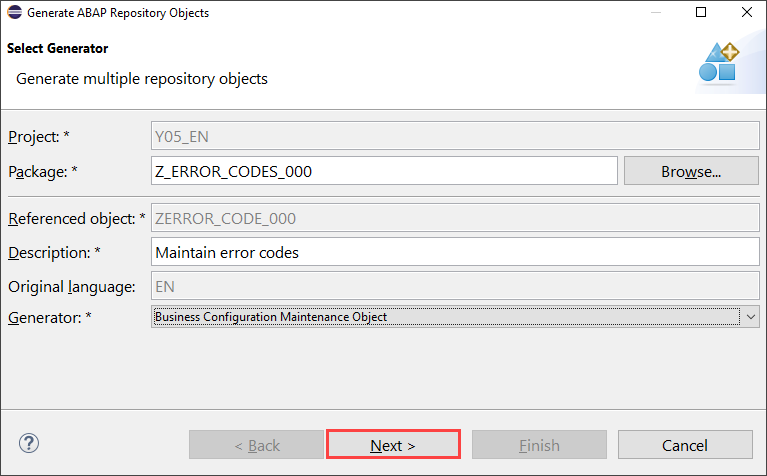 Generate ABAP Repository Objects
Select Generator
Generate multiple repository objects
Project: * Y05_EN
Package: * Z_ERROR_CODES_000 Browse...
Referenced object: * ZERROR_CODE_000
Description: * Maintain error codes
Original language: EN
Generator: * Business Configuration Maintenance Object
? < Back Next > Finish Cancel